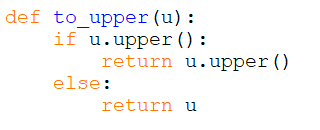 def to_upper(u):
    if u.upper():
        return u.upper()
    else:
        return u